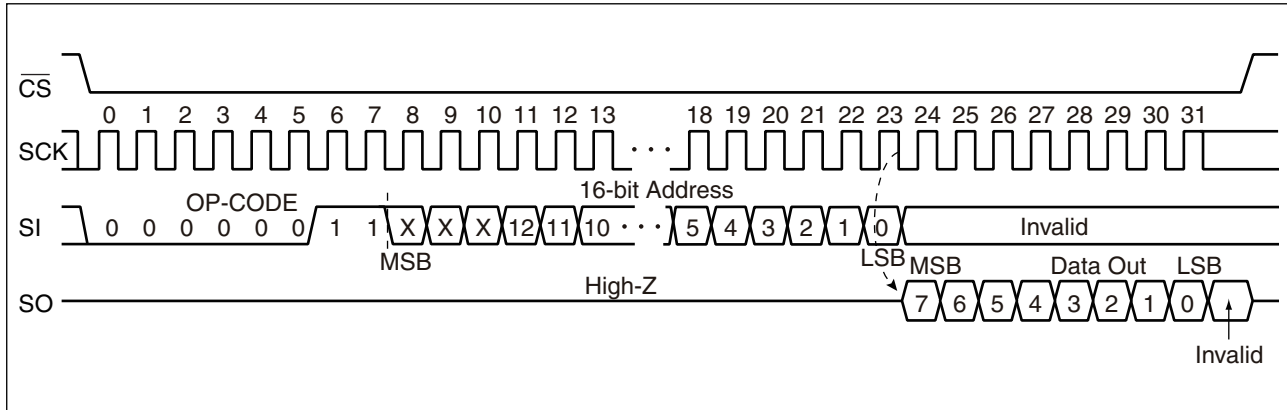 CS
0 1 2 3 4 5 6 7 8 9 10 11 12 13 18 19 20 21 22 23 24 25 26 27 28 29 30 31
SCK
· · ·
OP-CODE
16-bit Address
SI
0 0 0 0 0 0 1 1 X X X 12 11 10 · · · 5 4 3 2 1 0 Invalid
MSB
LSB
MSB
Data Out
LSB
High-Z
SO
7 6 5 4 3 2 1 0
Invalid